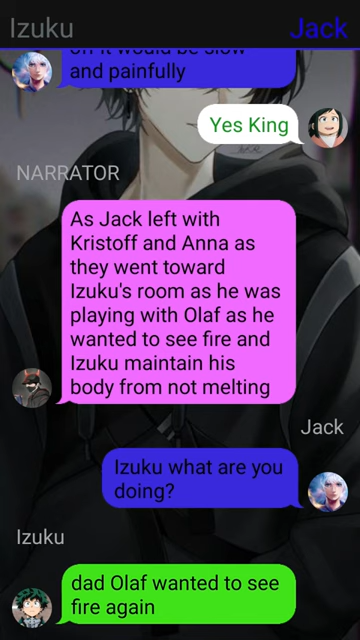 Izuku Jack
and painfully
Yes King
NARRATOR
As Jack left with
Kristoff and Anna as
they went toward
Izuku's room as he was
playing with Olaf as he
wanted to see fire and
Izuku maintain his
body from not melting
Jack
Izuku what are you
doing?
Izuku
dad Olaf wanted to see
fire again